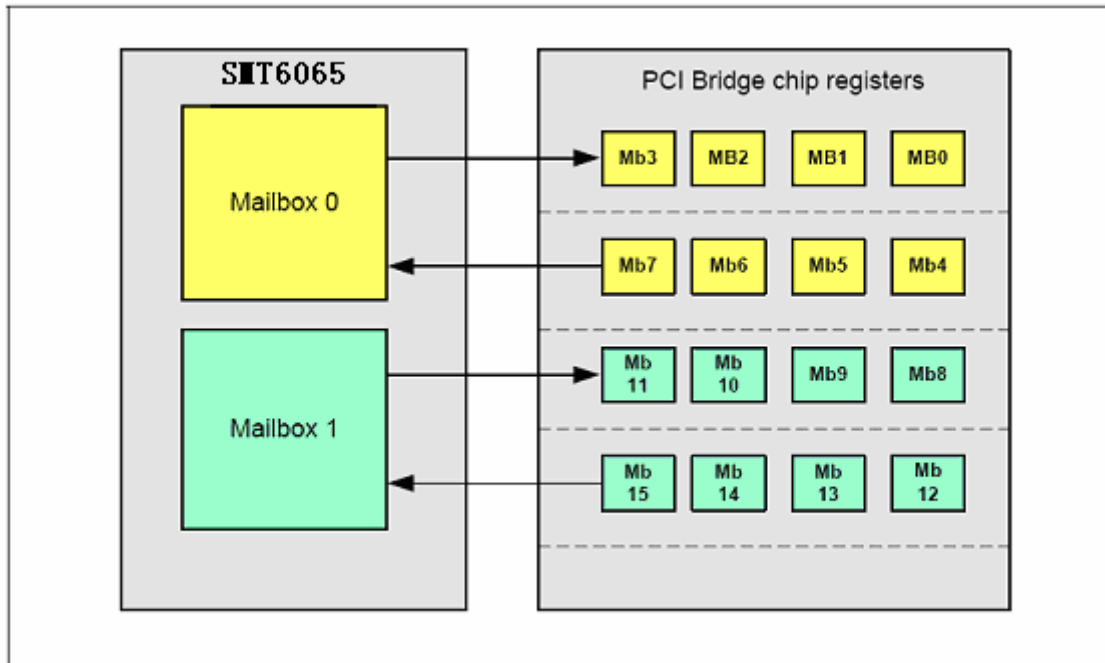 SMT6065
PCI Bridge chip registers
Mailbox 0
Mb3 MB2 MB1 MB0
Mb7 Mb6 Mb5 Mb4
Mailbox 1
Mb 11
Mb 10
Mb9
Mb8
Mb 15
Mb 14
Mb 13
Mb 12